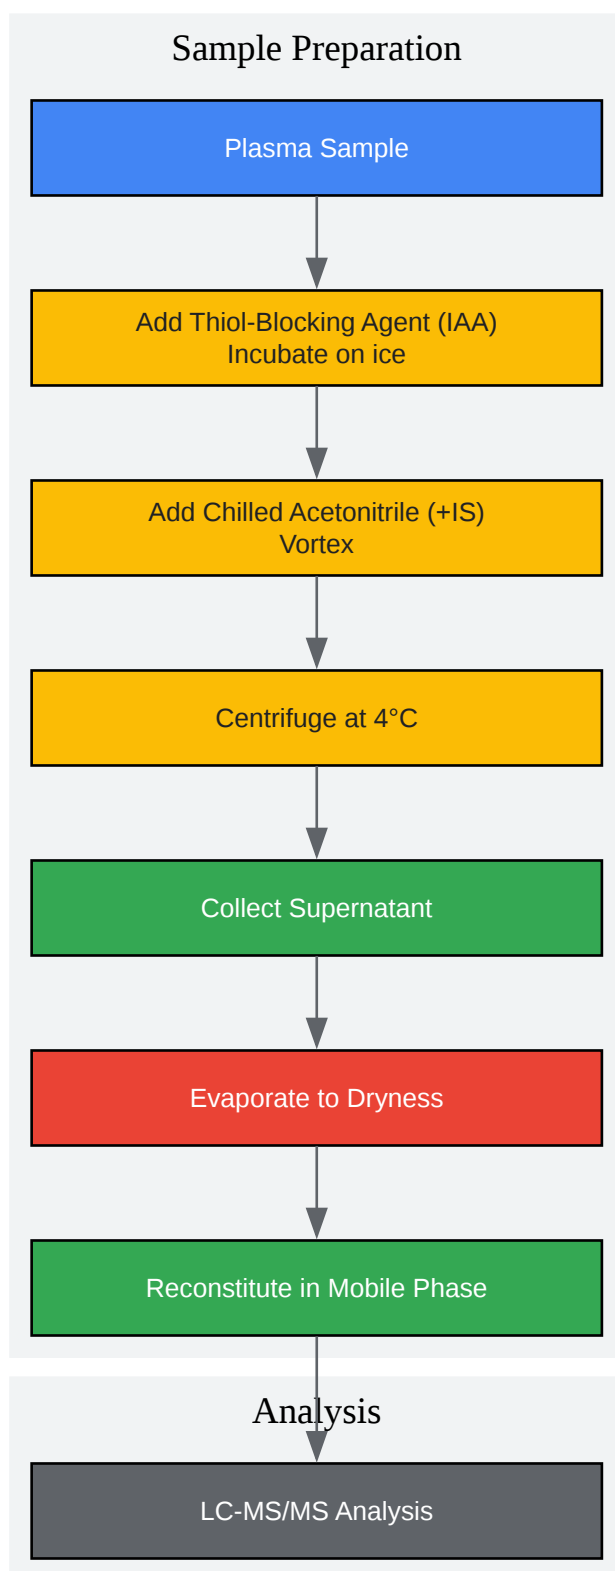 Sample Preparation
Plasma Sample
Add Thiol-Blocking Agent (IAA)
Incubate on ice
Add Chilled Acetonitrile (+IS)
Vortex
Centrifuge at 4°C
Collect Supernatant
Evaporate to Dryness
Reconstitute in Mobile Phase
Analysis
LC-MS/MS Analysis